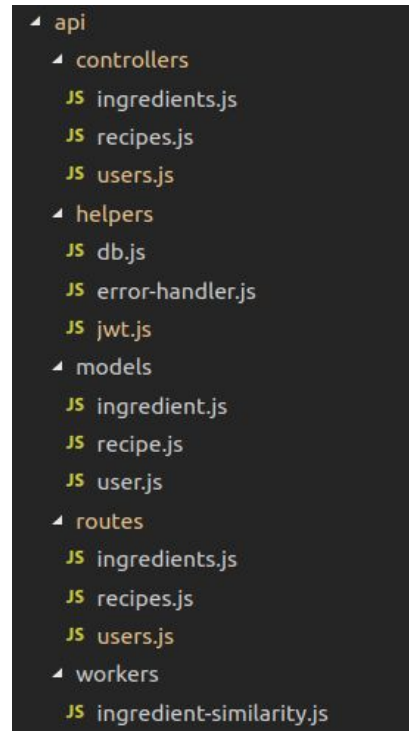 api
controllers
JS ingredients.js
JS recipes.js
JS users.js
helpers
JS db.js
JS error-handler.js
JS jwt.js
models
JS ingredient.js
JS recipe.js
JS user.js
routes
JS ingredients.js
JS recipes.js
JS users.js
workers
JS ingredient-similarity.js